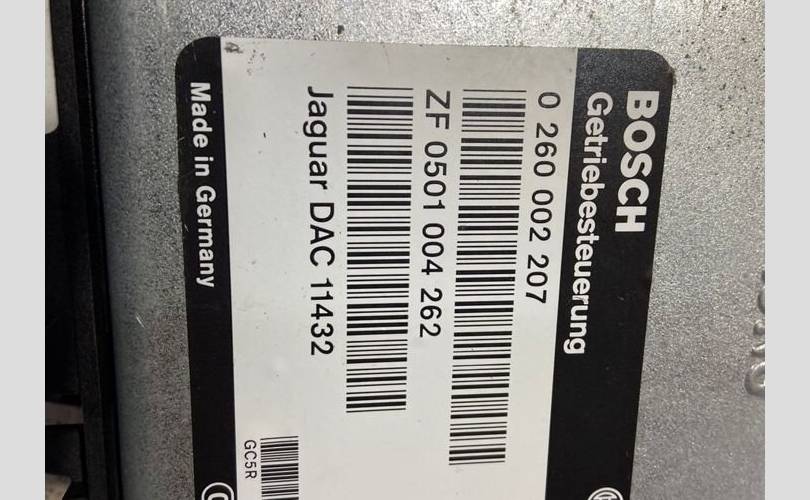 BOSCH
Getriebesteuerung
0 260 002 207
ZF 0501 004 262
Jaguar DAC 11432
GC5R
Made in Germany